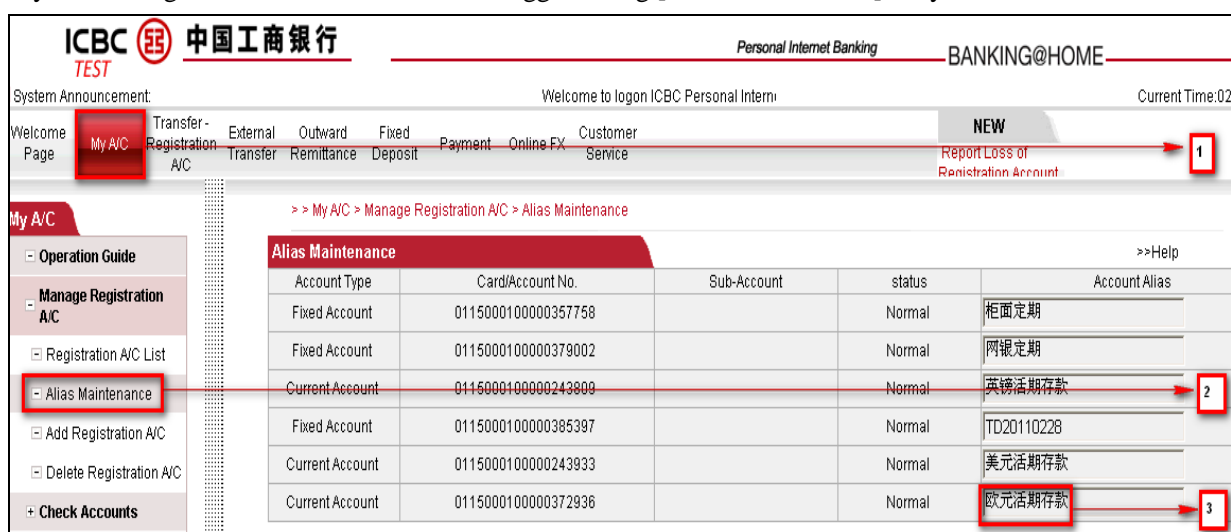 ICBC 中国工商银行
TEST
Personal Internet Banking
BANKING@HOME
System Announcement:
Welcome to logon ICBC Personal Intern
Current Time:02
Welcome Page
My A/C
Transfer - Registration A/C
External Transfer
Outward Remittance
Fixed Deposit
Payment
Online FX
Customer Service
NEW
Report Loss of
Registration Account
1
My A/C
> > My A/C > Manage Registration A/C > Alias Maintenance
Operation Guide
Manage Registration A/C
Registration A/C List
Alias Maintenance
Add Registration A/C
Delete Registration A/C
Check Accounts
Alias Maintenance >>Help
Account Type Card/Account No. Sub-Account status Account Alias
Fixed Account 0115000100000357758 Normal 柜面定期
Fixed Account 0115000100000379002 Normal 网银定期
Current Account 0115000100000243809 Normal 英镑活期存款 2
Fixed Account 0115000100000385397 Normal TD20110228
Current Account 0115000100000243933 Normal 美元活期存款
Current Account 0115000100000372936 Normal 欧元活期存款 3